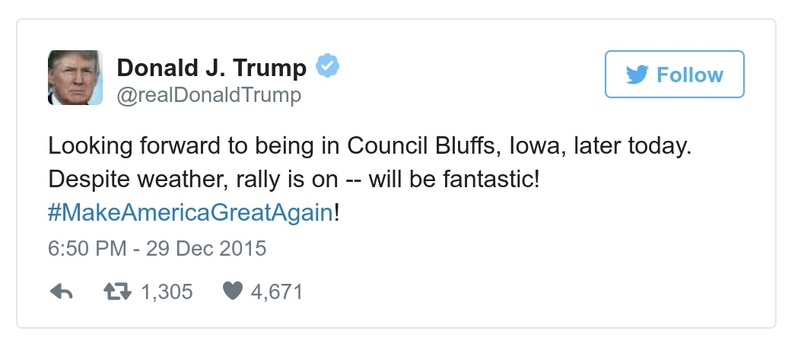 Donald J. Trump
@realDonaldTrump
Follow
Looking forward to being in Council Bluffs, Iowa, later today.
Despite weather, rally is on -- will be fantastic!
#MakeAmericaGreatAgain!
6:50 PM - 29 Dec 2015
1,305 4,671